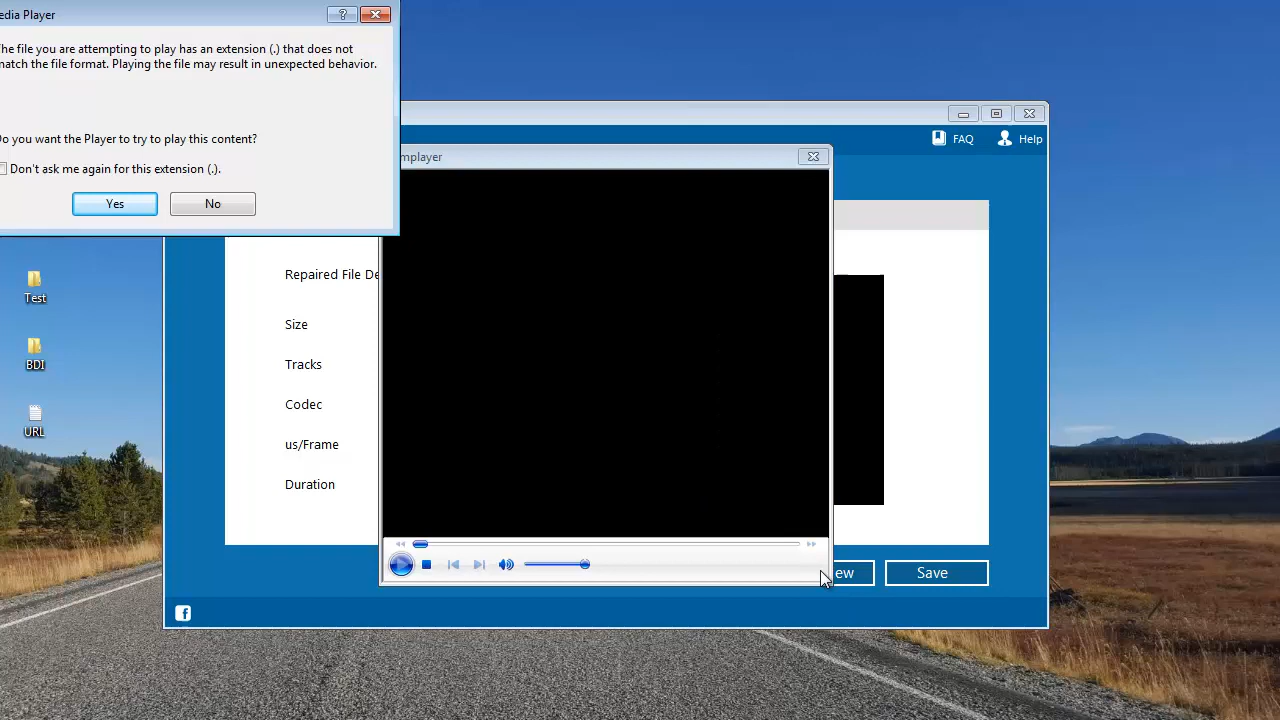 edia Player
The file you are attempting to play has an extension (.) that does not
match the file format. Playing the file may result in unexpected behavior.
Do you want the Player to try to play this content?
Don't ask me again for this extension (.).
Yes
No
FAQ
Help
mplayer
Repaired File De
Size
Tracks
Codec
us/Frame
Duration
ew
Save
Test
BDI
URL
f